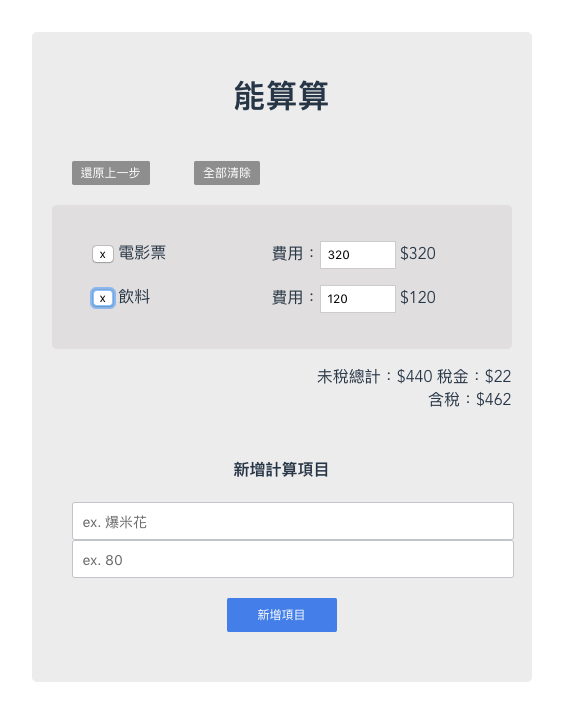 能算算
還原上一步 全部清除
x 電影票 費用： 320 $320
x 飲料 費用： 120 $120
未稅總計：$440 稅金：$22
含稅：$462
新增計算項目
ex. 爆米花
ex. 80
新增項目